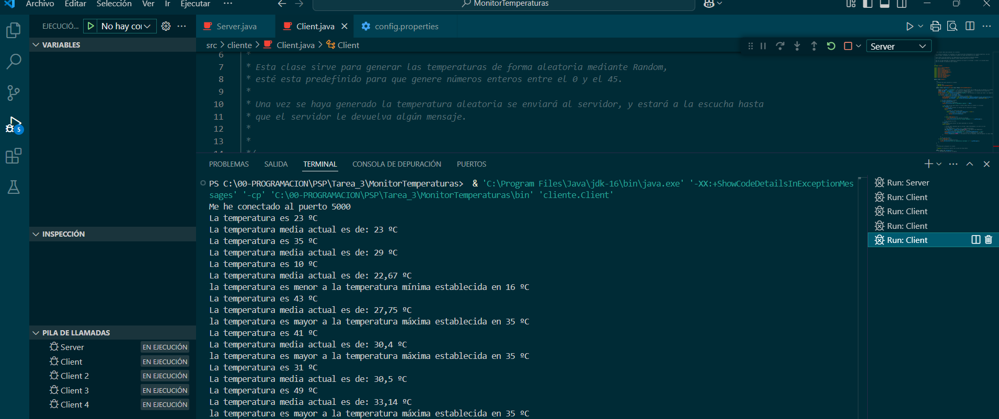 Archivo Editar Selección Ver Ir Ejecutar ··· MonitorTemperaturas
EJECUCIÓ... No hay coı ··· Server.java Client.java config.properties
VARIABLES
src > cliente > Client.java > Client
Server
6 *
7 * Esta clase sirve para generar las temperaturas de forma aleatoria mediante Random,
8 * esté esta predefinido para que genere números enteros entre el 0 y el 45.
9 *
10 * Una vez se haya generado la temperatura aleatoria se enviará al servidor, y estará a la escucha hasta
11 * que el servidor le devuelva algún mensaje.
12 *
13 *
14 */
5
PROBLEMAS SALIDA TERMINAL CONSOLA DE DEPURACIÓN PUERTOS
PS C:\00-PROGRAMACION\PSP\Tarea_3\MonitorTemperaturas> & 'C:\Program Files\Java\jdk-16\bin\java.exe' '-XX:+ShowCodeDetailsInExceptionMes
sages' '-cp' 'C:\00-PROGRAMACION\PSP\Tarea_3\MonitorTemperaturas\bin' 'cliente.Client'
Me he conectado al puerto 5000
La temperatura es 23 ºC
La temperatura media actual es de: 23 ºC
La temperatura es 35 ºC
La temperatura media actual es de: 29 ºC
La temperatura es 10 ºC
La temperatura media actual es de: 22,67 ºC
la temperatura es menor a la temperatura mínima establecida en 16 ºC
La temperatura es 43 ºC
La temperatura media actual es de: 27,75 ºC
la temperatura es mayor a la temperatura máxima establecida en 35 ºC
La temperatura es 41 ºC
La temperatura media actual es de: 30,4 ºC
la temperatura es mayor a la temperatura máxima establecida en 35 ºC
La temperatura es 31 ºC
La temperatura media actual es de: 30,5 ºC
La temperatura es 49 ºC
La temperatura media actual es de: 33,14 ºC
la temperatura es mayor a la temperatura máxima establecida en 35 ºC
Run: Server
Run: Client
Run: Client
Run: Client
Run: Client
INSPECCIÓN
PILA DE LLAMADAS
Server EN EJECUCIÓN
Client EN EJECUCIÓN
Client 2 EN EJECUCIÓN
Client 3 EN EJECUCIÓN
Client 4 EN EJECUCIÓN